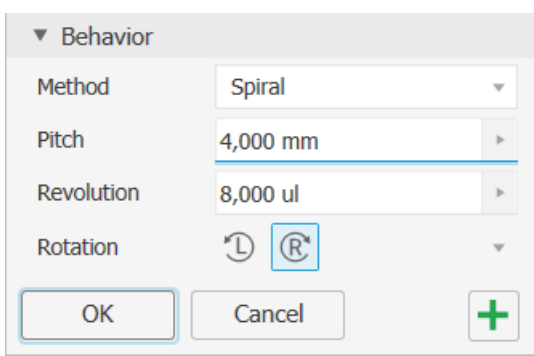 Behavior
Method Spiral
Pitch 4,000 mm
Revolution 8,000 ul
Rotation L R
OK Cancel